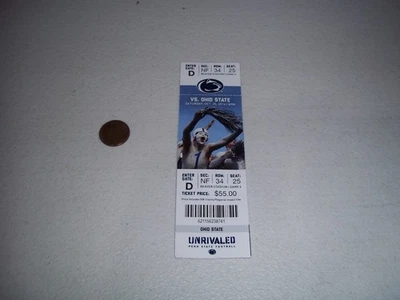 ENTER GATE: SEC: ROW: SEAT:
D NF 34 25
VS. OHIO STATE
ENTER GATE: SEC: ROW: SEAT:
D NF 34 25
TICKET PRICE: $55.00
OHIO STATE
UNRIVALED
PENN STATE FOOTBALL